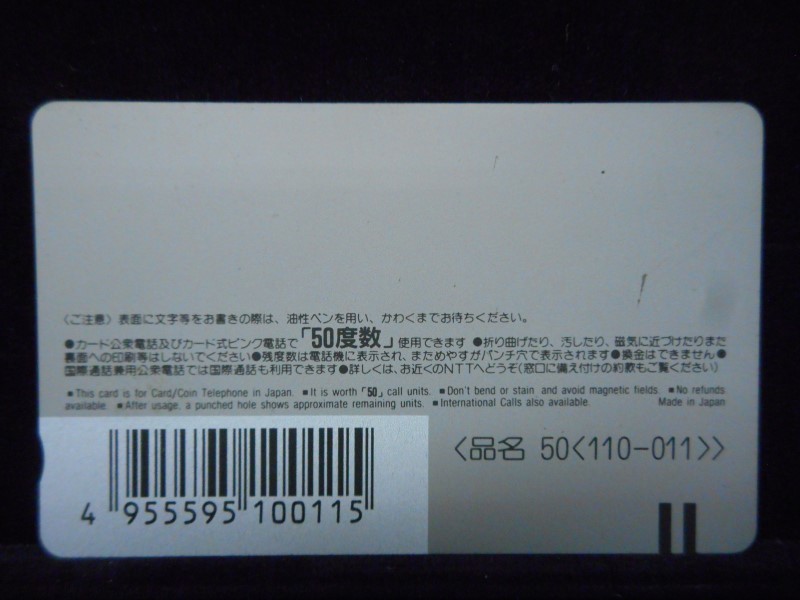 〈ご注意〉表面に文字等をお書きの際は、油性ペンを用い、かわくまでお待ちください。
●カード公衆電話及びカード式ピンク電話で「50度数」使用できます ●折り曲げたり、汚したり、磁気に近づけたりまた
裏面への印刷等はしないでください●残度数は電話機に表示され、まためやすがパンチ穴で表示されます●換金はできません●
国際通話兼用公衆電話では国際通話も利用できます●詳しくは、お近くのNTTへどうぞ(窓口に備え付けの約款もご覧ください)
■This card is for Card/Coin Telephone in Japan. ■It is worth「50」call units. ■Don't bend or stain and avoid magnetic fields. ■No refunds
available. ■After usage, a punched hole shows approximate remaining units. ■International Calls also available. Made in Japan
〈品名 50〈110-011〉〉
4 955595 100115